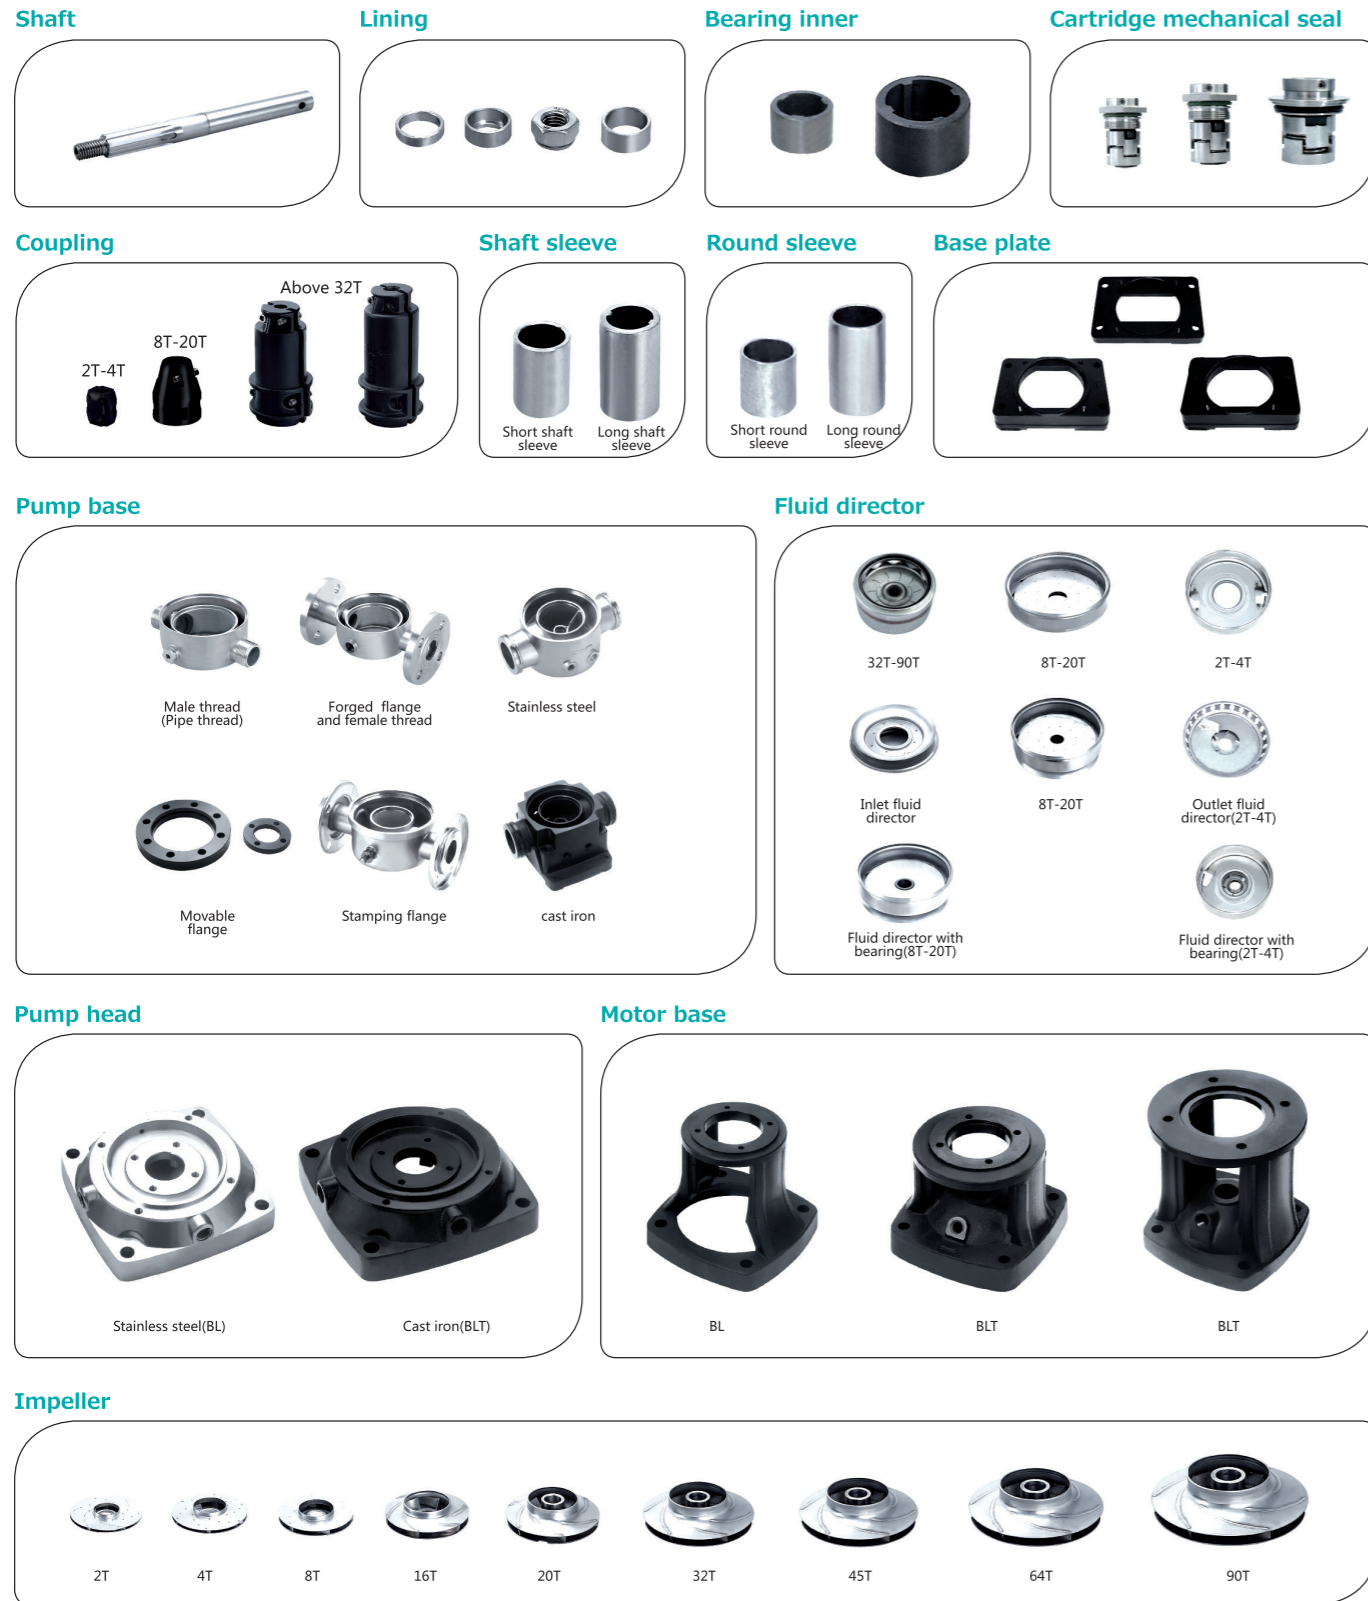 Shaft
Lining
Bearing inner
Cartridge mechanical seal
Coupling
Shaft sleeve
Round sleeve
Base plate
2T-4T
8T-20T
Above 32T
Short shaft
sleeve
Long shaft
sleeve
Short round
sleeve
Long round
sleeve
Pump base
Fluid director
Male thread
(Pipe thread)
Forged flange
and female thread
Stainless steel
Movable
flange
Stamping flange
cast iron
32T-90T
8T-20T
2T-4T
Inlet fluid
director
8T-20T
Outlet fluid
director(2T-4T)
Fluid director with
bearing(8T-20T)
Fluid director with
bearing(2T-4T)
Pump head
Motor base
Stainless steel(BL)
Cast iron(BLT)
BL
BLT
BLT
Impeller
2T
4T
8T
16T
20T
32T
45T
64T
90T